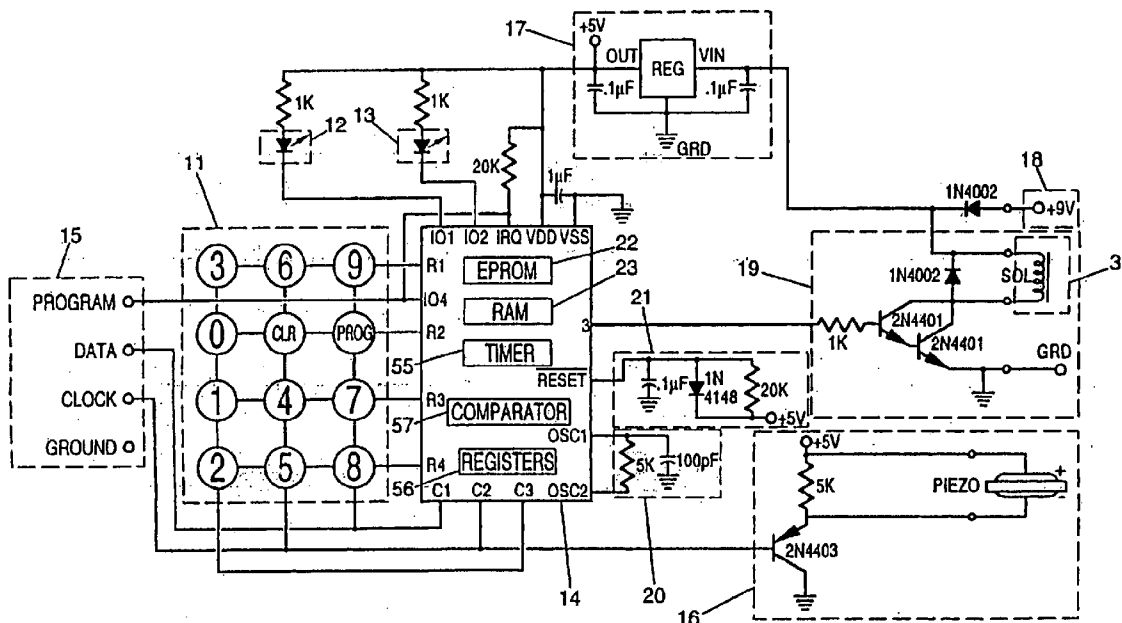 17
+5V
OUT
REG
VIN
.1µF
.1µF
GRD
1K
12
13
1K
20K
1µF
11
15
PROGRAM
DATA
CLOCK
GROUND
3 6 9
0 CLR PROG
1 4 7
2 5 8
IO1 IO2 IRQ VDD VSS
R1
IO4
R2
R3
R4
EPROM
RAM
TIMER
COMPARATOR
REGISTERS
22
23
55
57
56
3
RESET
OSC1
C1 C2 C3 OSC2
14
21
.1µF
1N
4148
20K
+5V
5K
100pF
20
1N4002
18
+9V
19
1N4002
SOL
3
1K
2N4401
2N4401
GRD
+5V
5K
PIEZO
+
-
2N4403
16